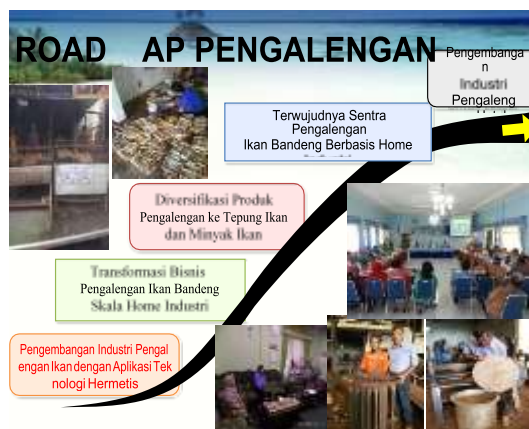 ROAD AP PENGALENGAN
Pengembanga
n
Industri
Pengaleng
Terwujudnya Sentra
Pengalengan
Ikan Bandeng Berbasis Home
Diversifikasi Produk
Pengalengan ke Tepung Ikan
dan Minyak Ikan
Transformasi Bisnis
Pengalengan Ikan Bandeng
Skala Home Industri
Pengembangan Industri Pengal
engan Ikan dengan Aplikasi Tek
nologi Hermetis